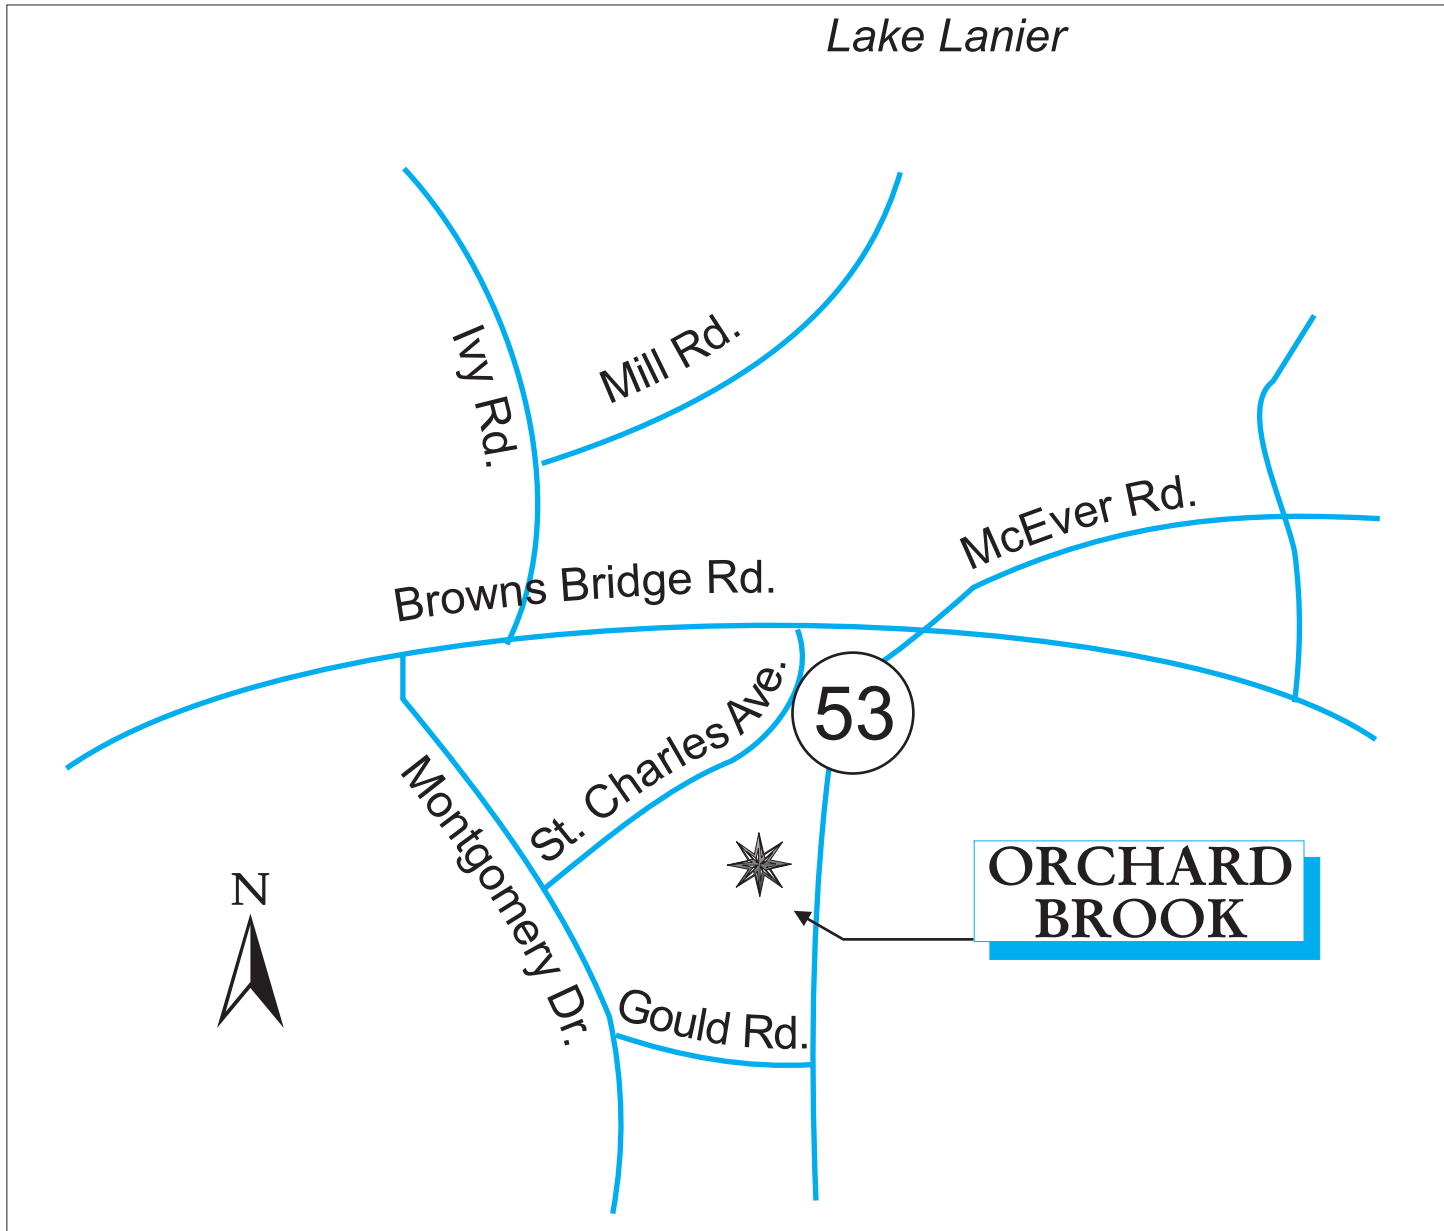 Lake Lanier
Ivy Rd.
Mill Rd.
McEver Rd.
Browns Bridge Rd.
St. Charles Ave.
53
Montgomery Dr.
ORCHARD
BROOK
N
Gould Rd.